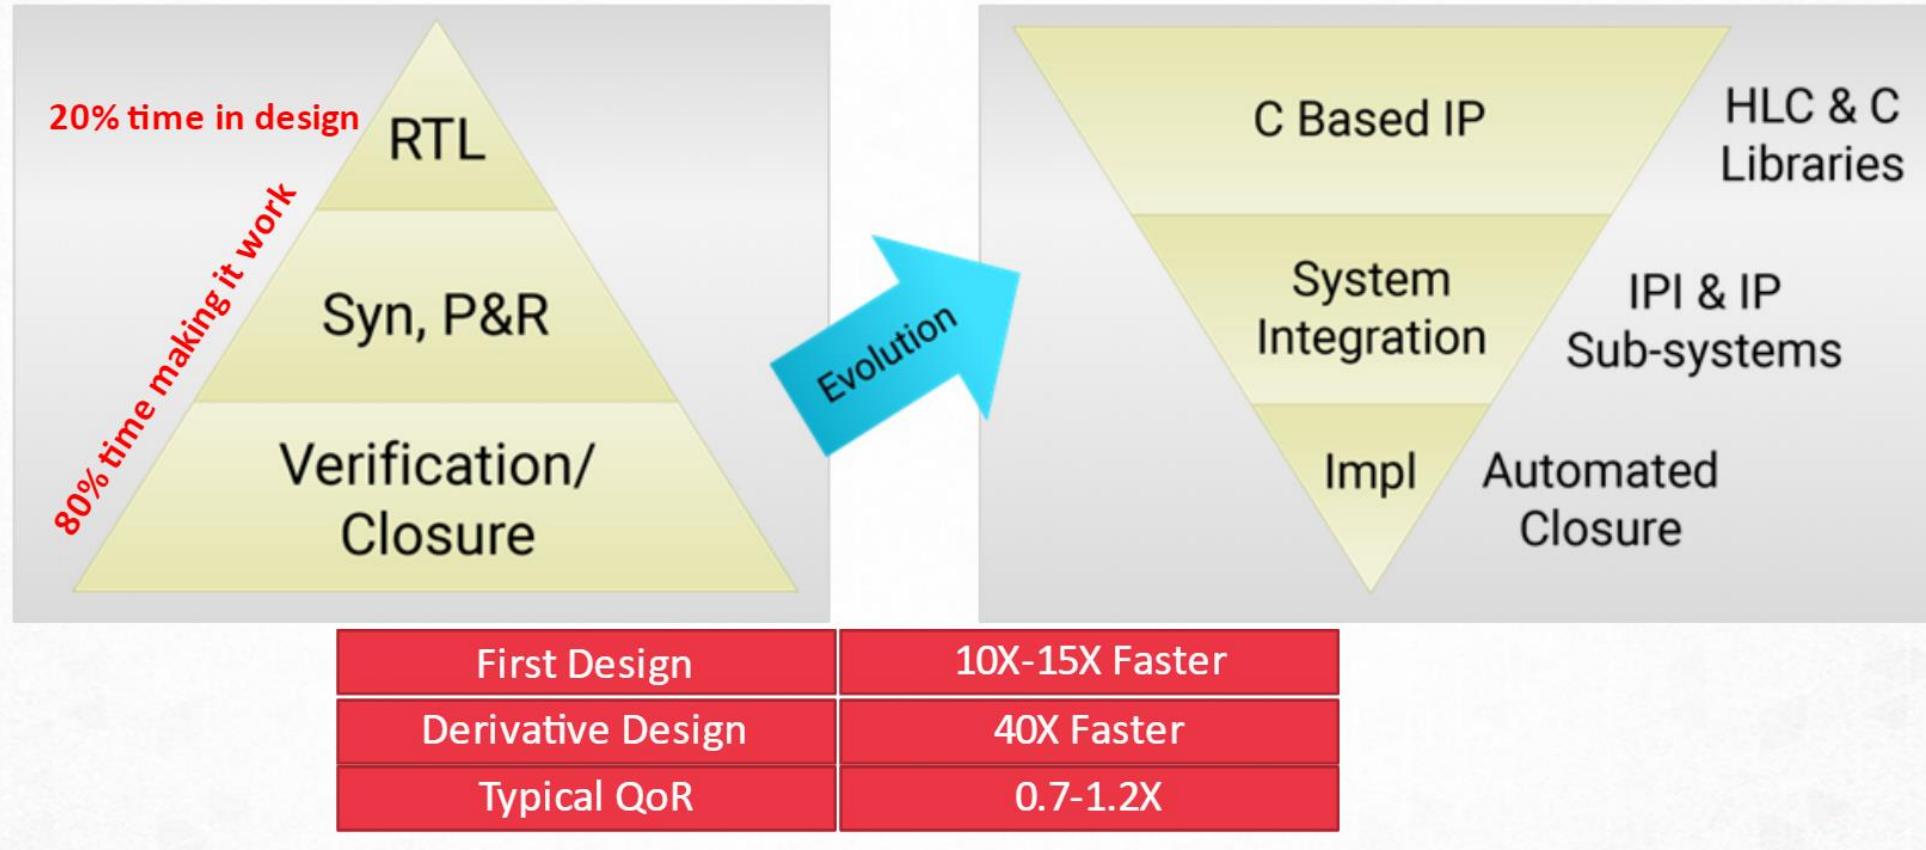 20% time in design
RTL
80% time making it work
Syn, P&R
Verification/
Closure
Evolution
C Based IP
HLC & C
Libraries
System
Integration
IPI & IP
Sub-systems
Impl
Automated
Closure
First Design
10X-15X Faster
Derivative Design
40X Faster
Typical QoR
0.7-1.2X